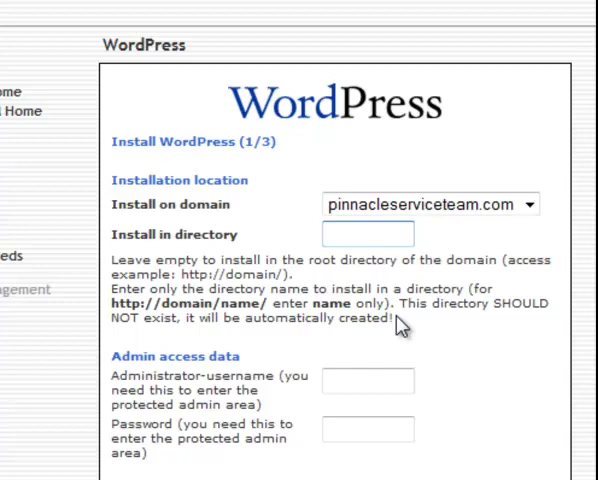 WordPress
ome
l Home
eds
agement
WordPress
Install WordPress (1/3)
Installation location
Install on domain pinnacleserviceteam.com
Install in directory
Leave empty to install in the root directory of the domain (access
example: http://domain/).
Enter only the directory name to install in a directory (for
http://domain/name/ enter name only). This directory SHOULD
NOT exist, it will be automatically created!
Admin access data
Administrator-username (you
need this to enter the
protected admin area)
Password (you need this to
enter the protected admin
area)